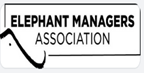 ELEPHANT MANAGERS
ASSOCIATION